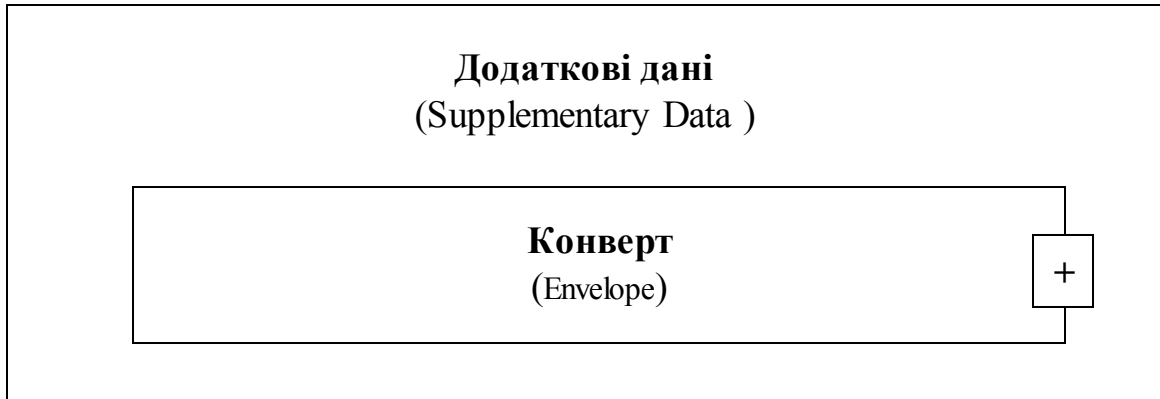 Додаткові дані
(Supplementary Data )
Конверт
(Envelope)
+